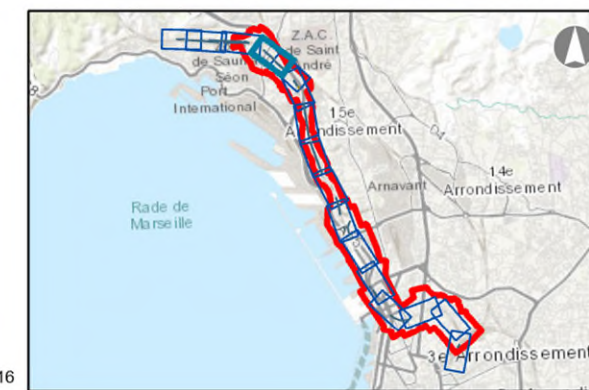 Z.A.C.
de Saint
André
de Saum
Séon
Port
International
15e
Arrondissement
D4
14e
Arrondissement
Arnavant
Rade de
Marseille
3e Arrondissement
16